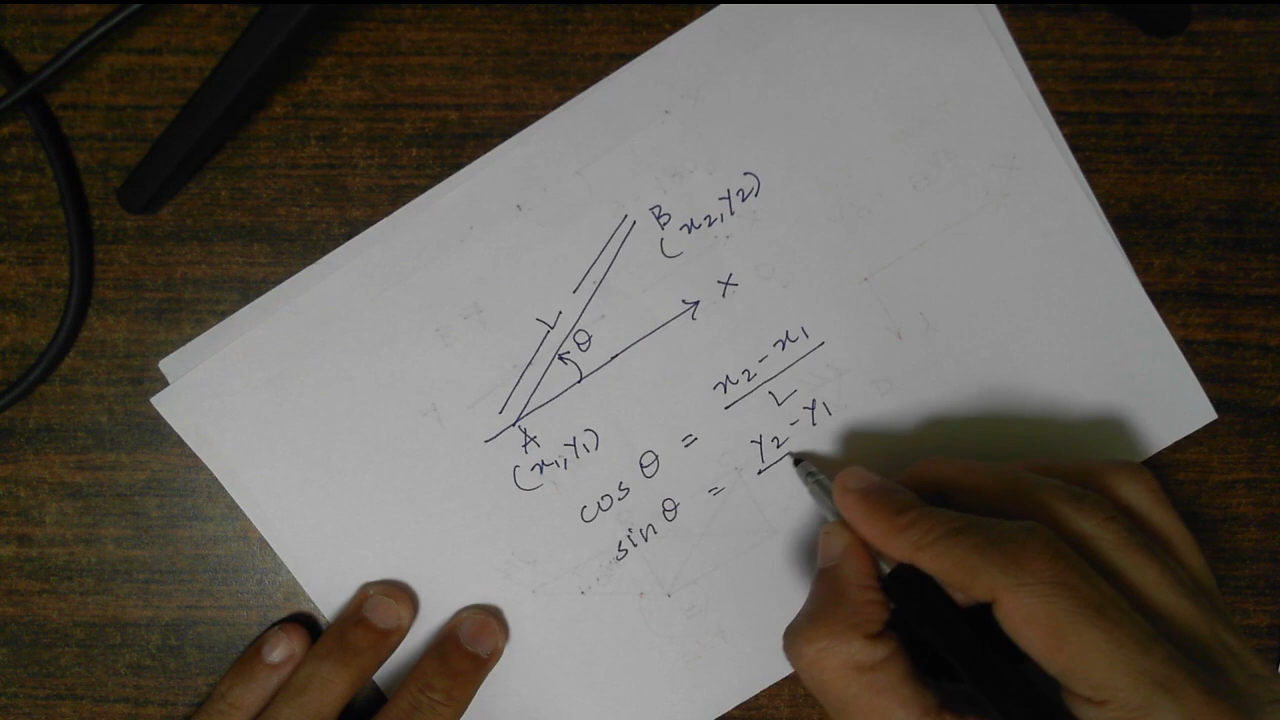 B
(x2, y2)
X
L
θ
A
(x1, y1)
cos θ = x2 - x1 / L
sin θ = y2 - y1